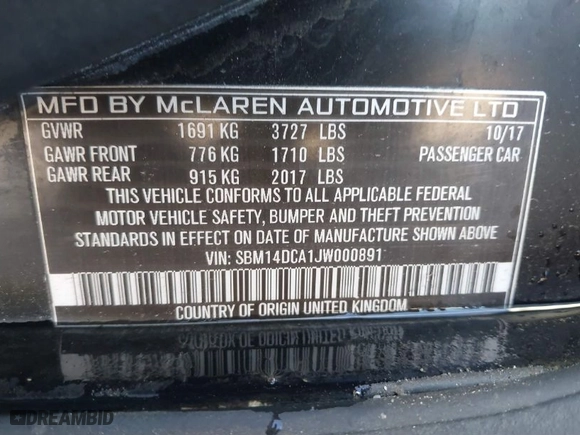 MFD BY McLAREN AUTOMOTIVE LTD
GVWR 1691 KG 3727 LBS 10/17
GAWR FRONT 776 KG 1710 LBS PASSENGER CAR
GAWR REAR 915 KG 2017 LBS
THIS VEHICLE CONFORMS TO ALL APPLICABLE FEDERAL
MOTOR VEHICLE SAFETY, BUMPER AND THEFT PREVENTION
STANDARDS IN EFFECT ON DATE OF MANUFACTURE SHOWN ABOVE
VIN: SBM14DCA1JW000891
COUNTRY OF ORIGIN UNITED KINGDOM
DREAMBID